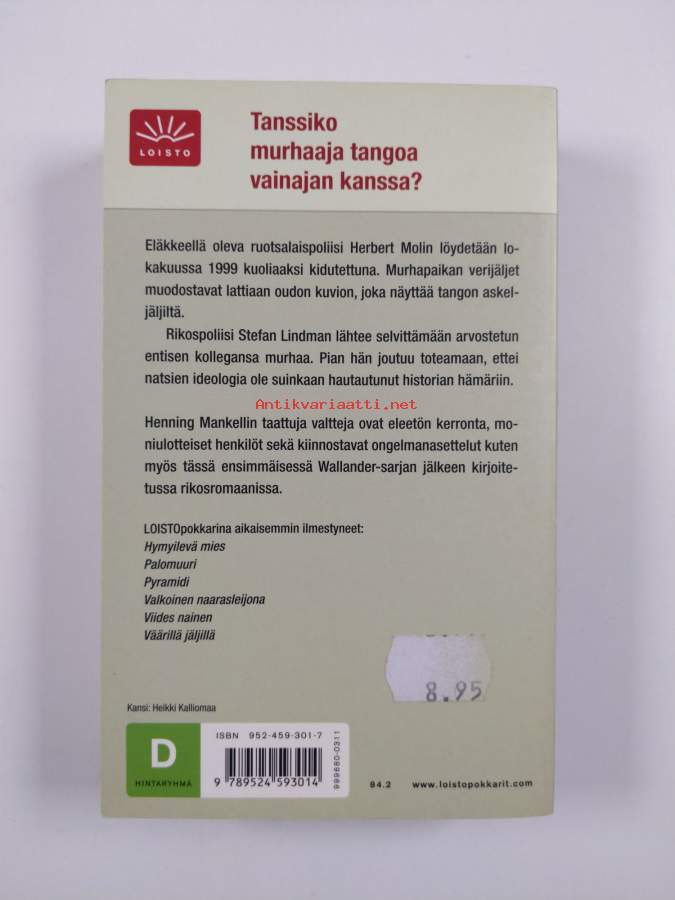 LOISTO
Tanssiko
murhaaja tangoa
vainajan kanssa?
Eläkkeellä oleva ruotsalaispoliisi Herbert Molin löydetään lo-
kakuussa 1999 kuoliaaksi kidutettuna. Murhapaikan verijäljet
muodostavat lattiaan oudon kuvion, joka näyttää tangon askel-
jäljiltä.
Rikospoliisi Stefan Lindman lähtee selvittämään arvostetun
entisen kollegansa murhaa. Pian hän joutuu toteamaan, ettei
natsien ideologia ole suinkaan hautautunut historian hämäriin.
Antikvariaatti.net
Henning Mankellin taattuja valtteja ovat eleetön kerronta, mo-
niulotteiset henkilöt sekä kiinnostavat ongelmanasettelut kuten
myös tässä ensimmäisessä Wallander-sarjan jälkeen kirjoite-
tussa rikosromaanissa.
LOISTOpokkarina aikaisemmin ilmestyneet:
Hymyilevä mies
Palomuuri
Pyramidi
Valkoinen naarasleijona
Viides nainen
Väärillä jäljillä
8.95
Kansi: Heikki Kalliomaa
D
HINTARYHMÄ
ISBN 952-459-301-7
9 789524 593014
999680-0311
84.2 www.loistopokkarit.com